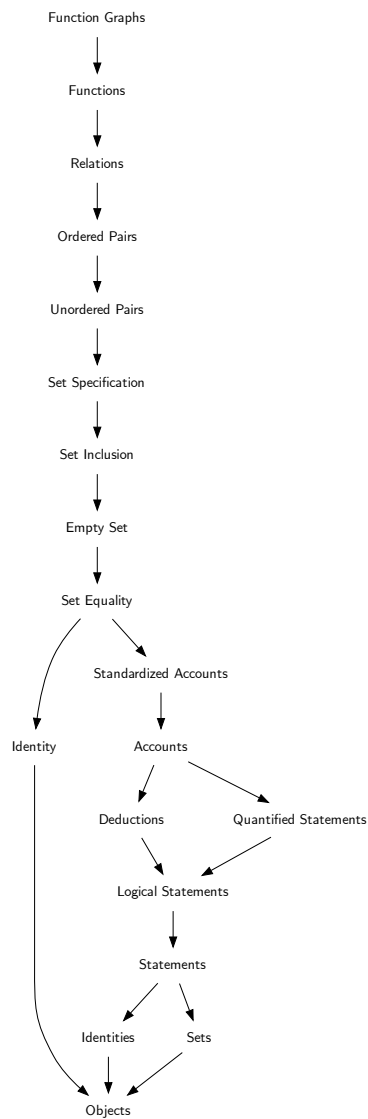 Function Graphs
Functions
Relations
Ordered Pairs
Unordered Pairs
Set Specification
Set Inclusion
Empty Set
Set Equality
Standardized Accounts
Identity
Accounts
Deductions
Quantified Statements
Logical Statements
Statements
Identities
Sets
Objects